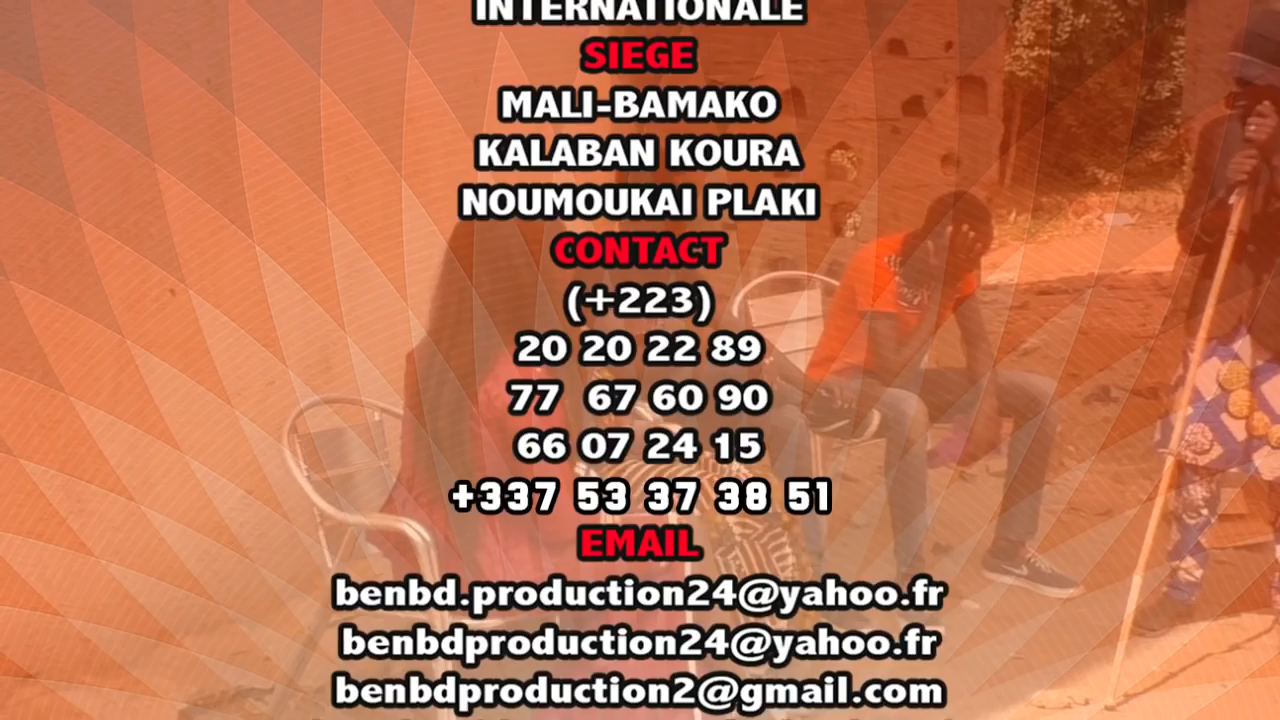 INTERNATIONALE
SIEGE
MALI-BAMAKO
KALABAN KOURA
NOUMOUKAI PLAKI
CONTACT
(+223)
20 20 22 89
77 67 60 90
66 07 24 15
+337 53 37 38 51
EMAIL
benbd.production24@yahoo.fr
benbdproduction24@yahoo.fr
benbdproduction2@gmail.com